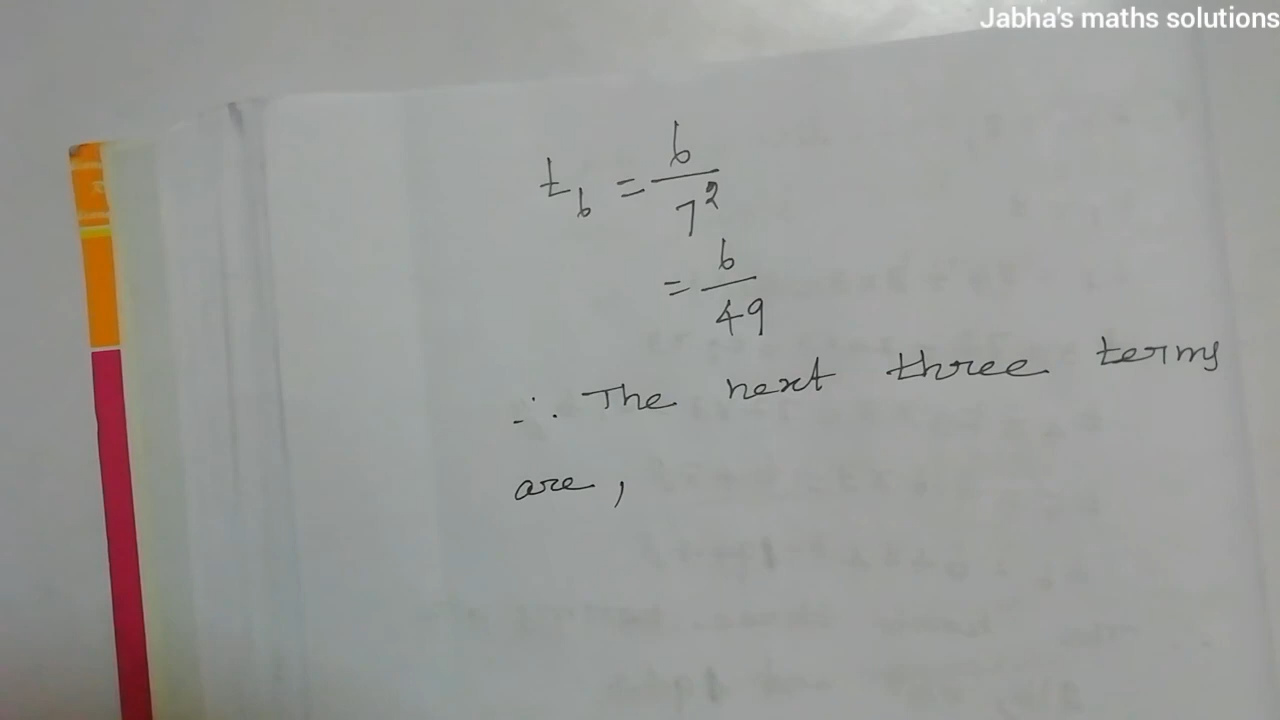 Jabha's maths solutions
t₆ = 6/7²
= 6/49
∴ The next three terms
are,